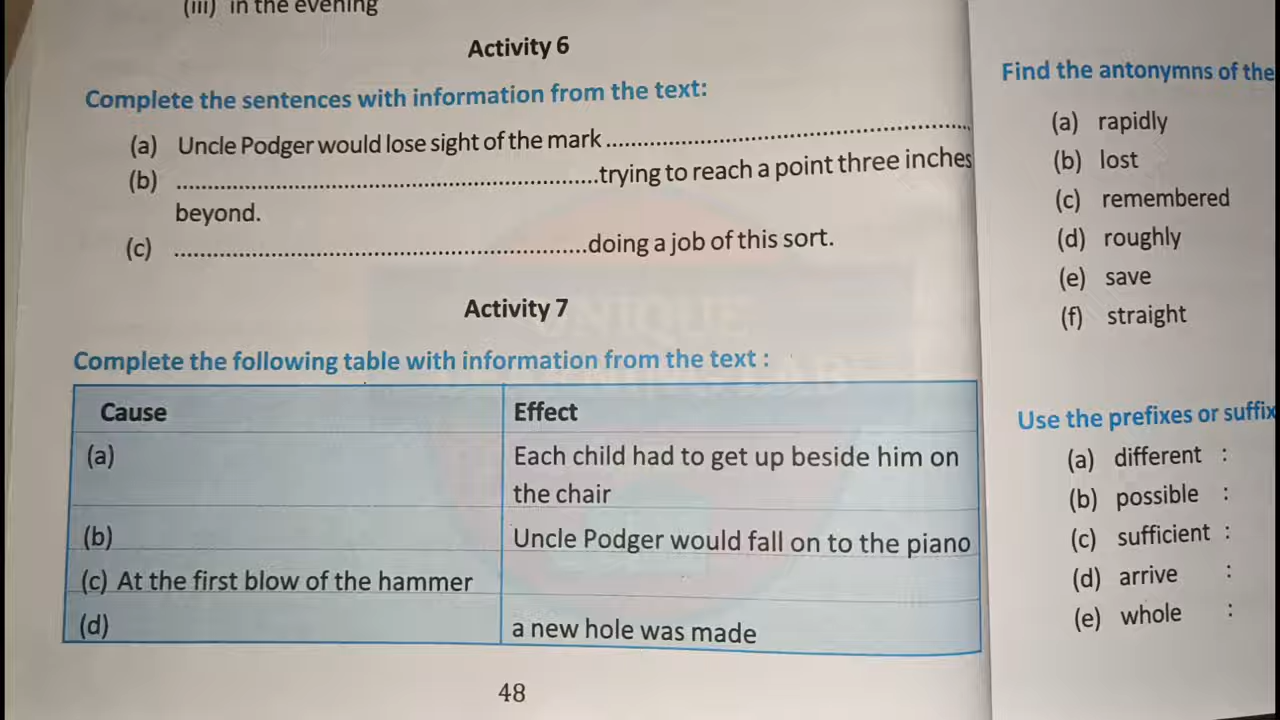 (iii) in the evening
Activity 6
Complete the sentences with information from the text:
(a) Uncle Podger would lose sight of the mark ......................................................
(b) ................................................................trying to reach a point three inches
beyond.
(c) ...............................................................doing a job of this sort.
Activity 7
Complete the following table with information from the text :
Cause Effect
(a) Each child had to get up beside him on
the chair
(b) Uncle Podger would fall on to the piano
(c) At the first blow of the hammer
(d) a new hole was made
48
Find the antonymns of the
(a) rapidly
(b) lost
(c) remembered
(d) roughly
(e) save
(f) straight
Use the prefixes or suffix
(a) different :
(b) possible :
(c) sufficient :
(d) arrive :
(e) whole :